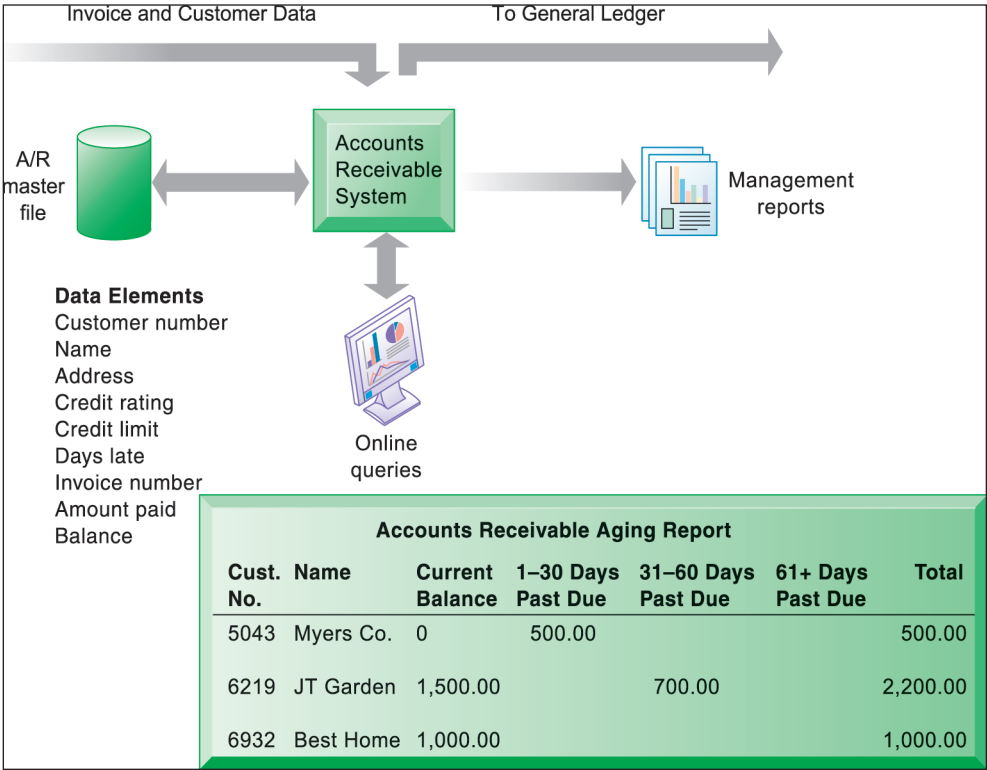 Invoice and Customer Data
To General Ledger
A/R
master
file
Accounts
Receivable
System
Management
reports
Data Elements
Customer number
Name
Address
Credit rating
Credit limit
Days late
Invoice number
Amount paid
Balance
Online
queries
Accounts Receivable Aging Report
Cust. Name Current 1–30 Days 31–60 Days 61+ Days Total
No. Balance Past Due Past Due Past Due
5043 Myers Co. 0 500.00 500.00
6219 JT Garden 1,500.00 700.00 2,200.00
6932 Best Home 1,000.00 1,000.00